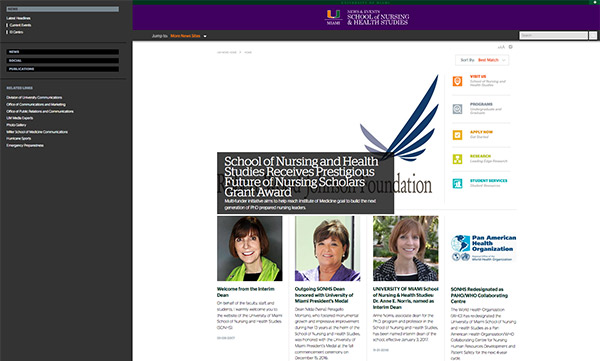 NEWS
Latest Headlines
Current Events
El Centro
NEWS
SOCIAL
PUBLICATIONS
RELATED LINKS
Division of University Communications
Office of Communications and Marketing
Office of Public Relations and Communications
UM Media Experts
Photo Gallery
Miller School of Medicine Communications
Hurricane Sports
Emergency Preparedness
UNIVERSITY OF MIAMI
MIAMI
NEWS & EVENTS
SCHOOL of NURSING
& HEALTH STUDIES
Jump to: More News Sites
Search
Sort By: Best Match
VISIT US
School of Nursing and
Health Studies
PROGRAMS
Undergraduate and
Graduate
APPLY NOW
Get Started
RESEARCH
Leading Edge Research
STUDENT SERVICES
Student Resources
Johnson Foundation
School of Nursing and Health
Studies Receives Prestigious
Future of Nursing Scholars
Grant Award
Multi-funder initiative aims to help reach Institute of Medicine goal to build the next
generation of PhD prepared nursing leaders.
Welcome from the Interim
Dean
On behalf of the faculty, staff and
students, I warmly welcome you to
the website of the University of Miami
School of Nursing and Health Studies
(SONHS).
Outgoing SONHS Dean
honored with University of
Miami President's Medal
Dean Nilda (Nena) Peragallo
Montano, who fostered monumental
growth and impressive improvement
during her 13 years at the helm of the
School of Nursing and Health Studies,
was honored with the University of
Miami President's Medal at the fall
commencement ceremony on
December 15, 2016.
UNIVERSITY OF MIAMI School
of Nursing & Health Studies:
Dr. Anne E. Norris, named
as Interim Dean
Anne Norris, associate dean for the
PhD program and professor in the
School of Nursing and Health Studies,
has been named interim dean of the
school, effective January 3, 2017.
Pan American
Health
Organization
Regional Office of the
World Health Organization
SONHS Redesignated as
PAHO/WHO Collaborating
Centre
The World Health Organization
(WHO) has redesignated the
University of Miami School of Nursing
and Health Studies as a Pan
American Health Organization/WHO
Collaborating Centre for Nursing
Human Resources Development and
Patient Safety for the next 4-year
cycle.